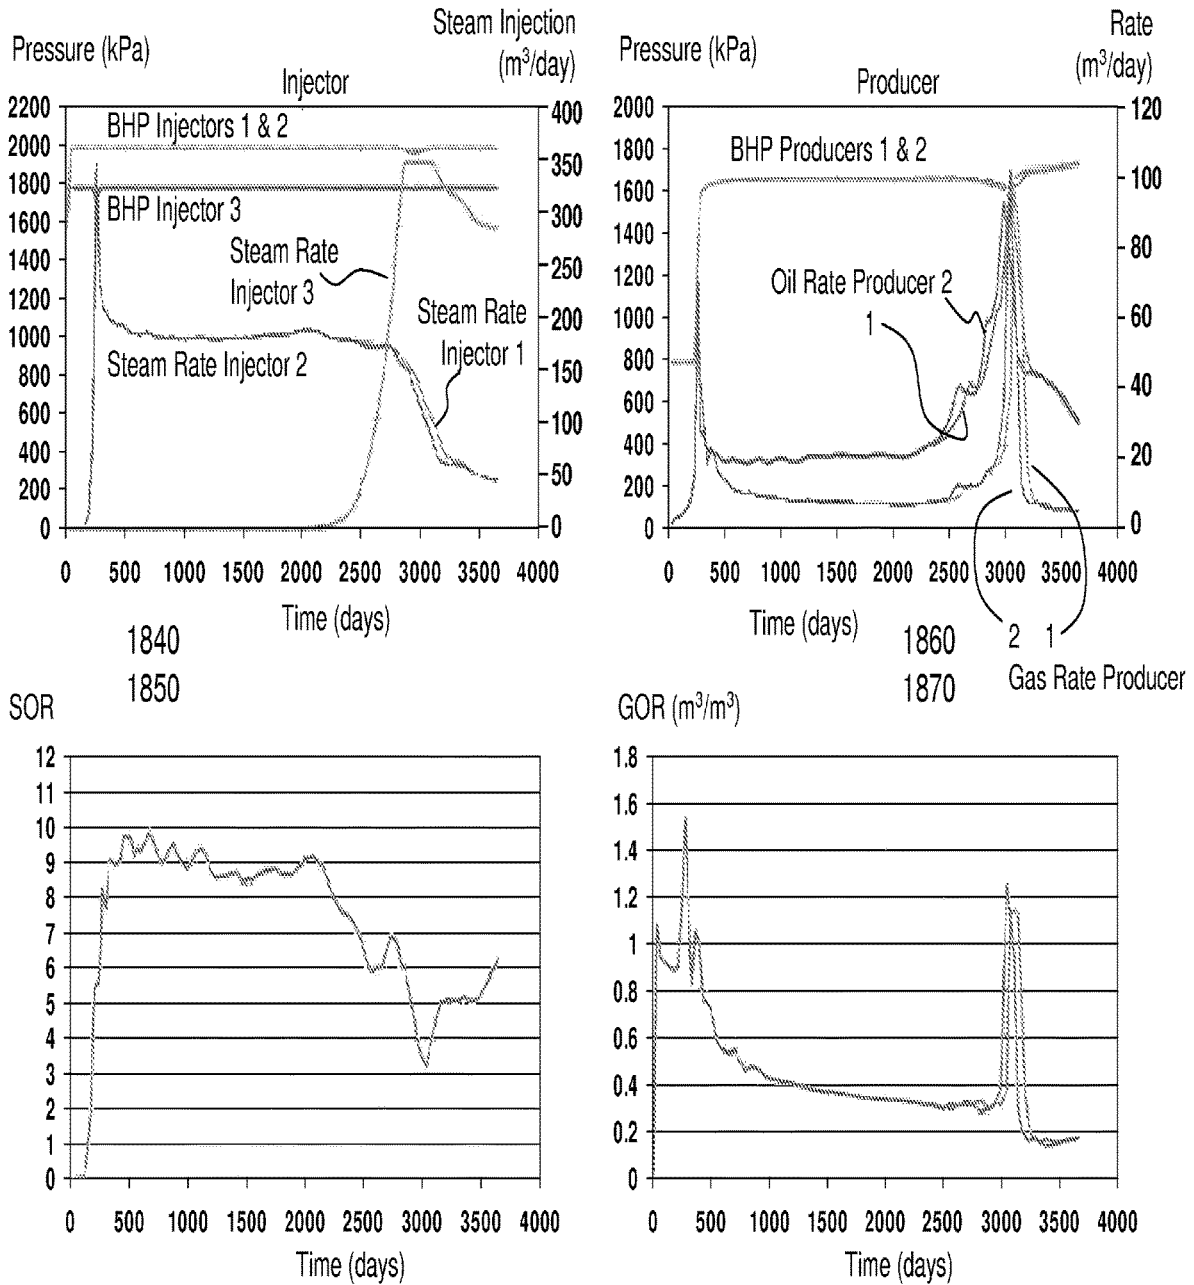 Pressure (kPa)
Steam Injection
(m³/day)
Injector
2200
2000
1800
1600
1400
1200
1000
800
600
400
200
0
400
350
300
250
200
150
100
50
0
BHP Injectors 1 & 2
BHP Injector 3
Steam Rate
Injector 3
Steam Rate
Injector 1
Steam Rate Injector 2
0 500 1000 1500 2000 2500 3000 3500 4000
Time (days)
1840
Pressure (kPa)
Rate
(m³/day)
Producer
2000
1800
1600
1400
1200
1000
800
600
400
200
0
120
100
80
60
40
20
0
BHP Producers 1 & 2
Oil Rate Producer 2
1
0 500 1000 1500 2000 2500 3000 3500 4000
Time (days)
1860
2 1
Gas Rate Producer
1850
SOR
12
11
10
9
8
7
6
5
4
3
2
1
0
0 500 1000 1500 2000 2500 3000 3500 4000
Time (days)
1870
GOR (m³/m³)
1.8
1.6
1.4
1.2
1
0.8
0.6
0.4
0.2
0
0 500 1000 1500 2000 2500 3000 3500 4000
Time (days)